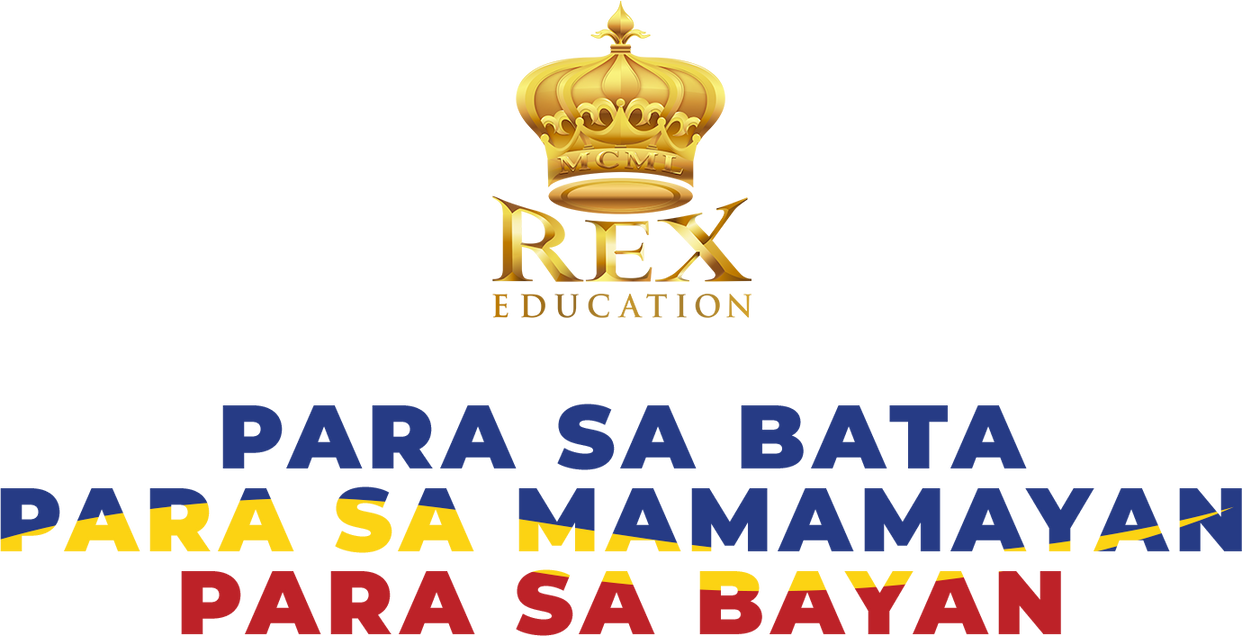 MCML
REX
EDUCATION
PARA SA BATA
PARA SA MAMAMAYAN
PARA SA BAYAN